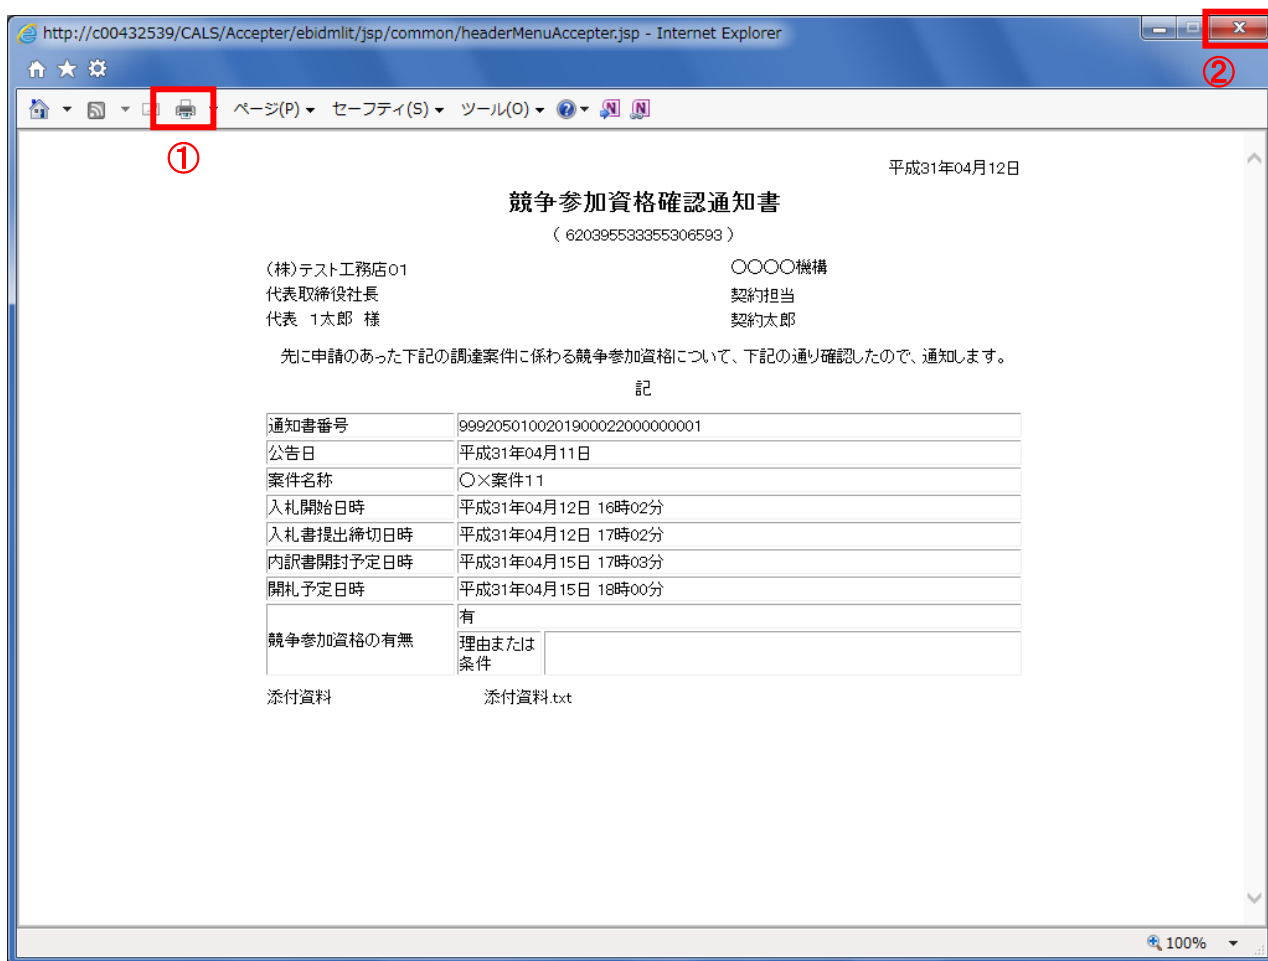 http://c00432539/CALS/Accepter/ebidmlit/jsp/common/headerMenuAccepter.jsp - Internet Explorer
②
ページ(P) セーフティ(S) ツール(O)
①
平成31年04月12日
競争参加資格確認通知書
( 620395533355306593 )
(株)テスト工務店01 ○○○○機構
代表取締役社長 契約担当
代表 1太郎 様 契約太郎
先に申請のあった下記の調達案件に係わる競争参加資格について、下記の通り確認したので、通知します。
記
通知書番号 9992050100201900022000000001
公告日 平成31年04月11日
案件名称 ○×案件11
入札開始日時 平成31年04月12日 16時02分
入札書提出締切日時 平成31年04月12日 17時02分
内訳書開封予定日時 平成31年04月15日 17時03分
開札予定日時 平成31年04月15日 18時00分
競争参加資格の有無 有
理由または
条件
添付資料 添付資料.txt
100%